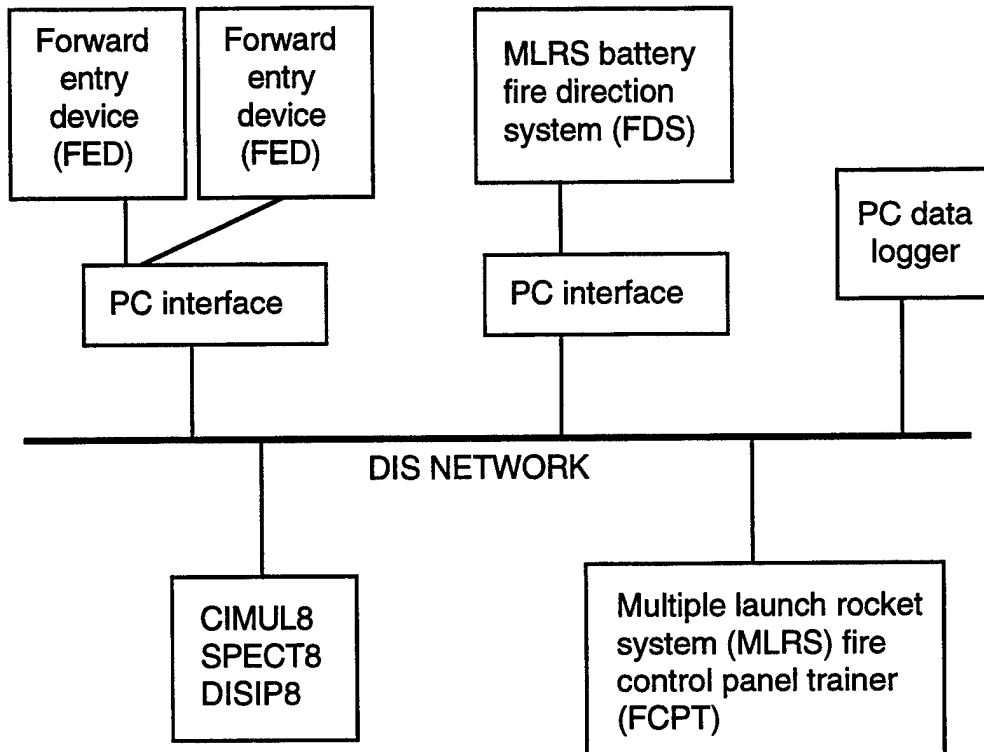 Forward
entry
device
(FED)
Forward
entry
device
(FED)
MLRS battery
fire direction
system (FDS)
PC data
logger
PC interface
PC interface
DIS NETWORK
CIMUL8
SPECT8
DISIP8
Multiple launch rocket
system (MLRS) fire
control panel trainer
(FCPT)